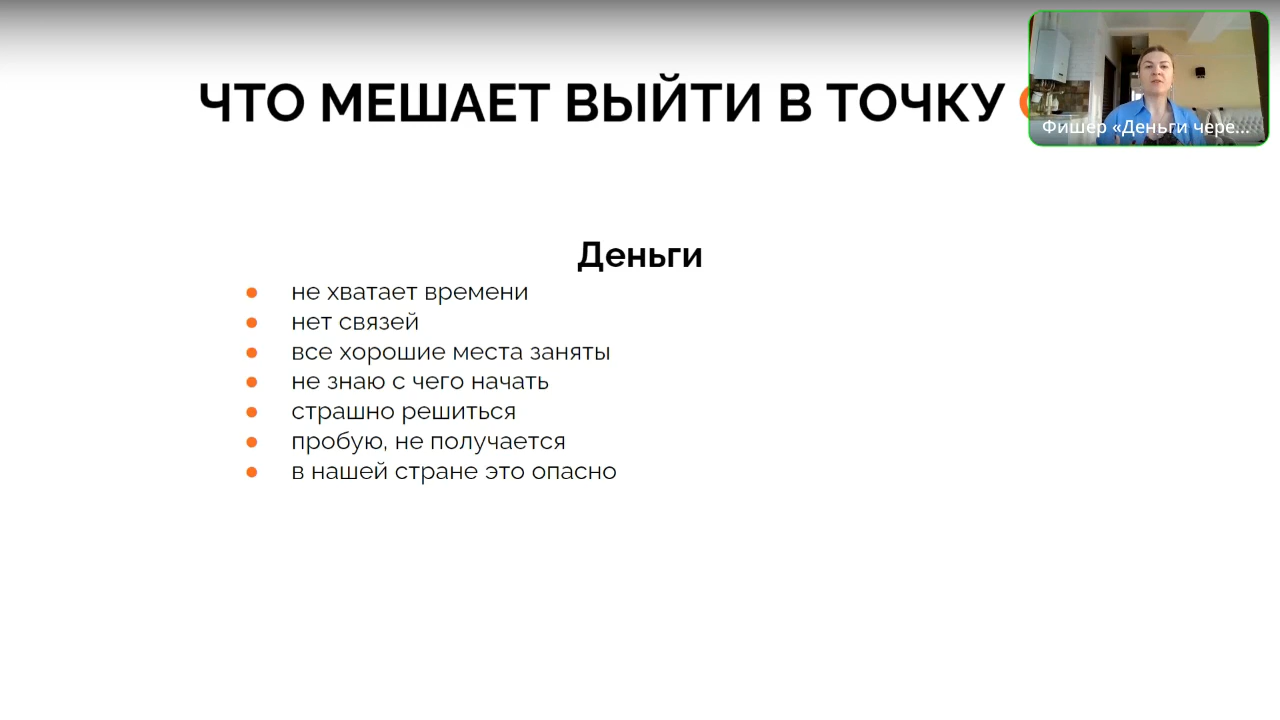 ЧТО МЕШАЕТ ВЫЙТИ В ТОЧКУ
Фишер «Деньги чере...
Деньги
не хватает времени
нет связей
все хорошие места заняты
не знаю с чего начать
страшно решиться
пробую, не получается
в нашей стране это опасно